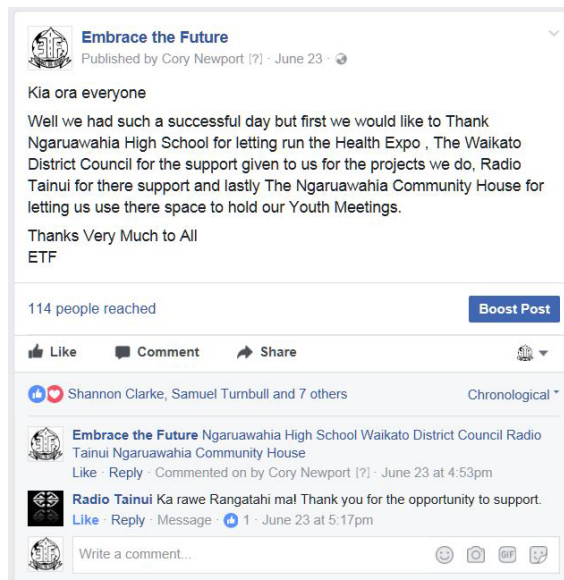 Embrace the Future
Published by Cory Newport [?] · June 23 ·
Kia ora everyone
Well we had such a successful day but first we would like to Thank
Ngaruawahia High School for letting run the Health Expo , The Waikato
District Council for the support given to us for the projects we do, Radio
Tainui for there support and lastly The Ngaruawahia Community House for
letting us use there space to hold our Youth Meetings.
Thanks Very Much to All
ETF
114 people reached
Boost Post
Like Comment Share
Shannon Clarke, Samuel Turnbull and 7 others
Chronological
Embrace the Future Ngaruawahia High School Waikato District Council Radio
Tainui Ngaruawahia Community House
Like · Reply · Commented on by Cory Newport [?] · June 23 at 4:53pm
Radio Tainui Ka rawe Rangatahi ma! Thank you for the opportunity to support.
Like · Reply · Message · 1 · June 23 at 5:17pm
Write a comment...
GIF